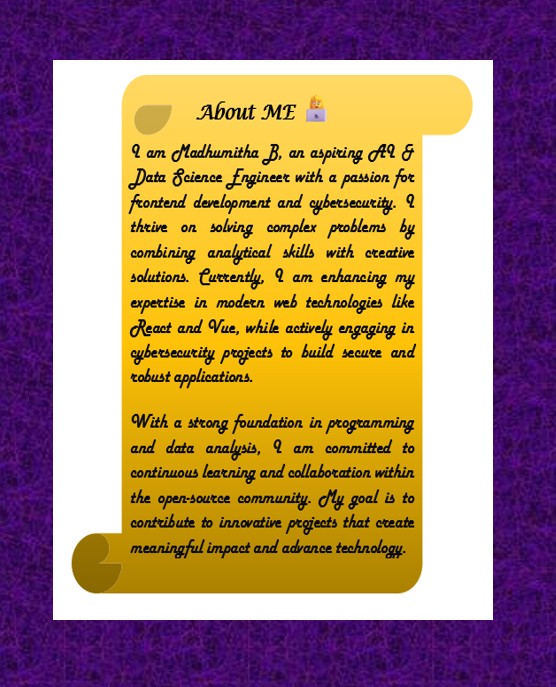 About ME 👩‍💻
I am Madhumitha B, an aspiring AI &
Data Science Engineer with a passion for
frontend development and cybersecurity. I
thrive on solving complex problems by
combining analytical skills with creative
solutions. Currently, I am enhancing my
expertise in modern web technologies like
React and Vue, while actively engaging in
cybersecurity projects to build secure and
robust applications.
With a strong foundation in programming
and data analysis, I am committed to
continuous learning and collaboration within
the open-source community. My goal is to
contribute to innovative projects that create
meaningful impact and advance technology.